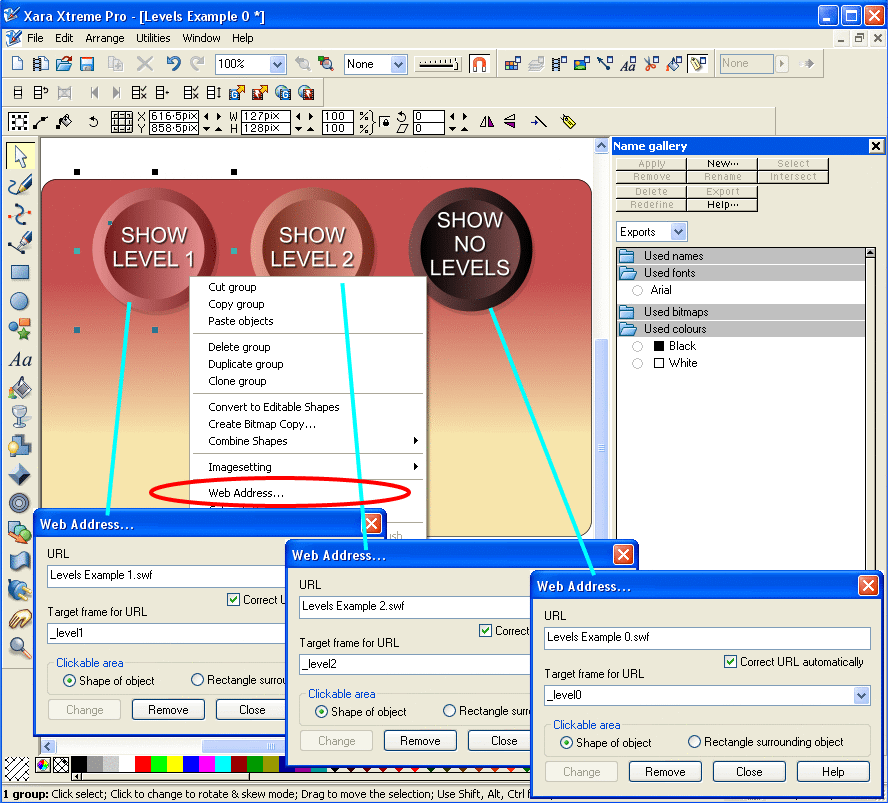 Xara Xtreme Pro - [Levels Example 0 *]
File Edit Arrange Utilities Window Help
100% None None
X 616·5pix W 127pix 100 % 0
Y 858·5pix H 128pix 100 % 0
Name gallery
Apply New··· Select
Remove Rename Intersect
Delete Export
Redefine Help···
Exports
Used names
Used fonts
Arial
Used bitmaps
Used colours
Black
White
SHOW
LEVEL 1
SHOW
LEVEL 2
SHOW
NO
LEVELS
Cut group
Copy group
Paste objects
Delete group
Duplicate group
Clone group
Convert to Editable Shapes
Create Bitmap Copy...
Combine Shapes
Imagesetting
Web Address...
Web Address...
URL
Levels Example 1.swf
Correct U
Target frame for URL
_level1
Clickable area
Shape of object Rectangle surrou
Change Remove Close
Web Address...
URL
Levels Example 2.swf
Correct
Target frame for URL
_level2
Clickable area
Shape of object Rectangle surro
Change Remove Close
Web Address...
URL
Levels Example 0.swf
Correct URL automatically
Target frame for URL
_level0
Clickable area
Shape of object Rectangle surrounding object
Change Remove Close Help
Aa
1 group: Click select; Click to change to rotate & skew mode; Drag to move the selection; Use Shift, Alt, Ctrl f